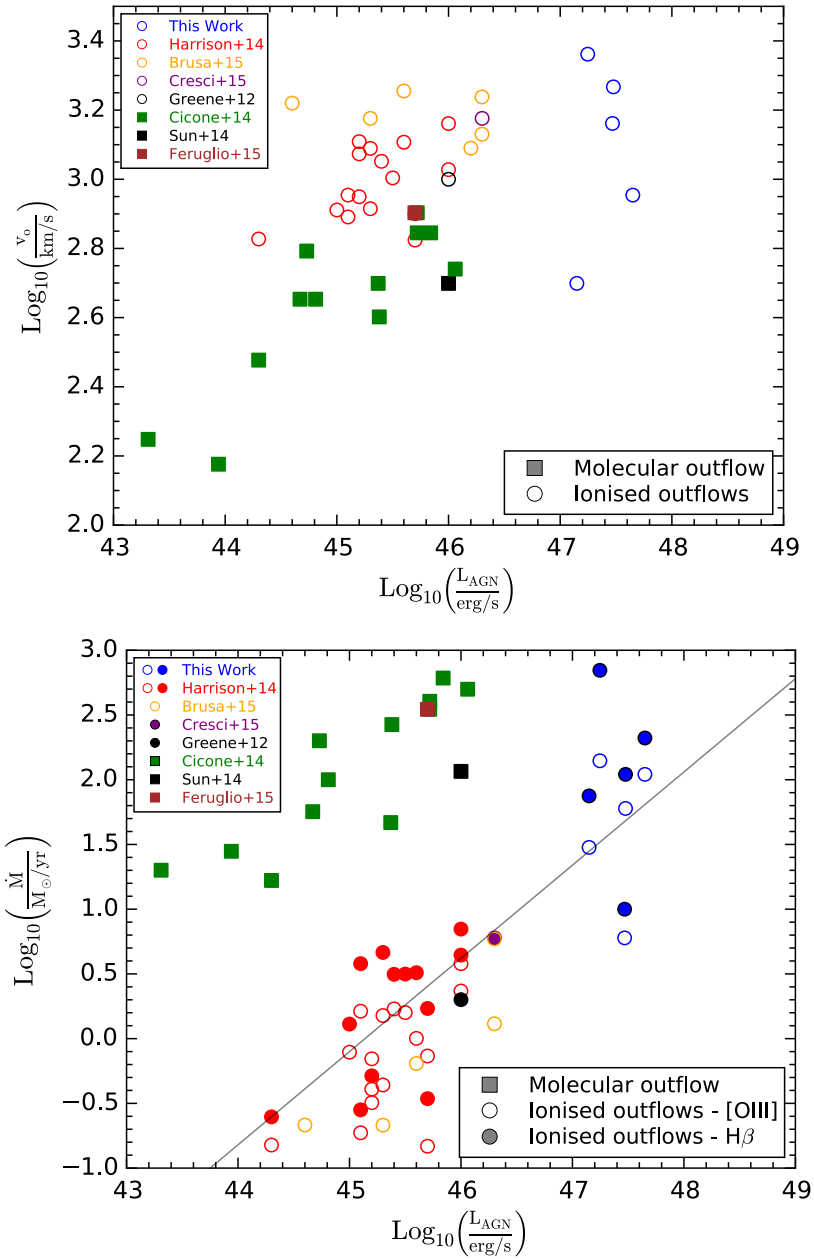 3.4
3.2
3.0
2.8
2.6
2.4
2.2
2.0
Log₁₀(v₀/km/s)
This Work
Harrison+14
Brusa+15
Cresci+15
Greene+12
Cicone+14
Sun+14
Feruglio+15
Molecular outflow
Ionised outflows
43 44 45 46 47 48 49
Log₁₀(L_AGN/erg/s)
3.0
2.5
2.0
1.5
1.0
0.5
0.0
−0.5
−1.0
Log₁₀(Ṁ/M⊙/yr)
This Work
Harrison+14
Brusa+15
Cresci+15
Greene+12
Cicone+14
Sun+14
Feruglio+15
Molecular outflow
Ionised outflows - [OIII]
Ionised outflows - Hβ
43 44 45 46 47 48 49
Log₁₀(L_AGN/erg/s)